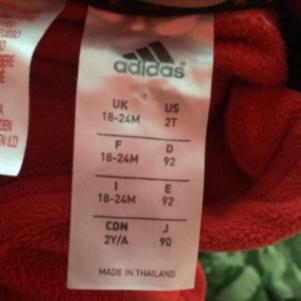 adidas
UK US
18-24M 2T
F D
18-24M 92
I E
18-24M 92
CDN J
2Y/A 90
MADE IN THAILAND